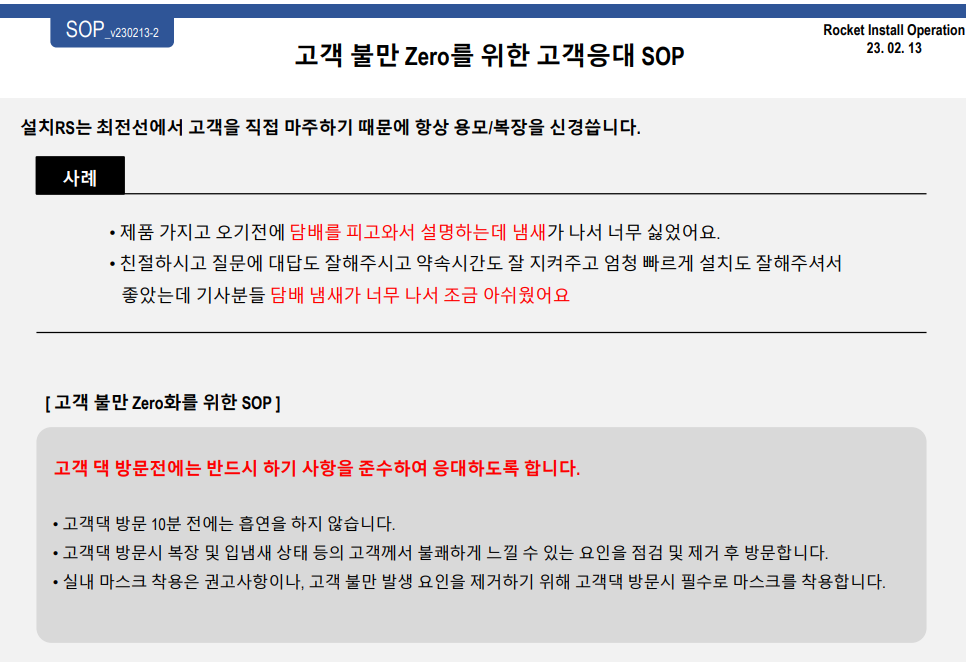 SOP_v230213-2
Rocket Install Operation
23. 02. 13
고객 불만 Zero를 위한 고객응대 SOP
설치RS는 최전선에서 고객을 직접 마주하기 때문에 항상 용모/복장을 신경씁니다.
사례
• 제품 가지고 오기전에 담배를 피고와서 설명하는데 냄새가 나서 너무 싫었어요.
• 친절하시고 질문에 대답도 잘해주시고 약속시간도 잘 지켜주고 엄청 빠르게 설치도 잘해주셔서
좋았는데 기사분들 담배 냄새가 너무 나서 조금 아쉬웠어요
[ 고객 불만 Zero화를 위한 SOP ]
고객 댁 방문전에는 반드시 하기 사항을 준수하여 응대하도록 합니다.
• 고객댁 방문 10분 전에는 흡연을 하지 않습니다.
• 고객댁 방문시 복장 및 입냄새 상태 등의 고객께서 불쾌하게 느낄 수 있는 요인을 점검 및 제거 후 방문합니다.
• 실내 마스크 착용은 권고사항이나, 고객 불만 발생 요인을 제거하기 위해 고객댁 방문시 필수로 마스크를 착용합니다.